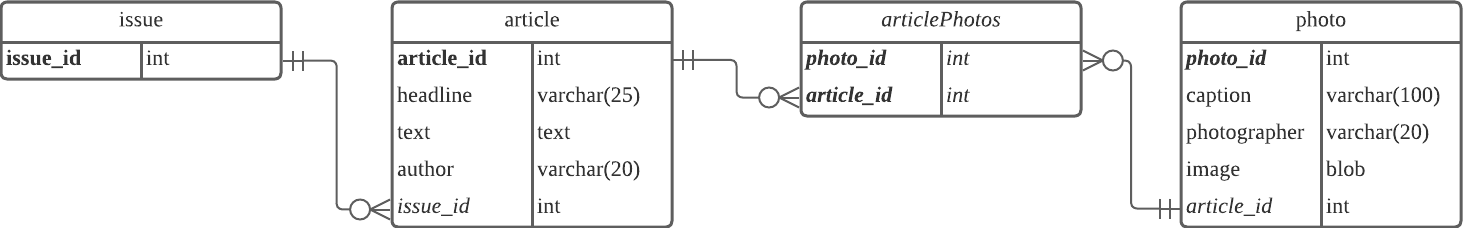 issue
issue_id int
article
article_id int
headline varchar(25)
text text
author varchar(20)
issue_id int
articlePhotos
photo_id int
article_id int
photo
photo_id int
caption varchar(100)
photographer varchar(20)
image blob
article_id int